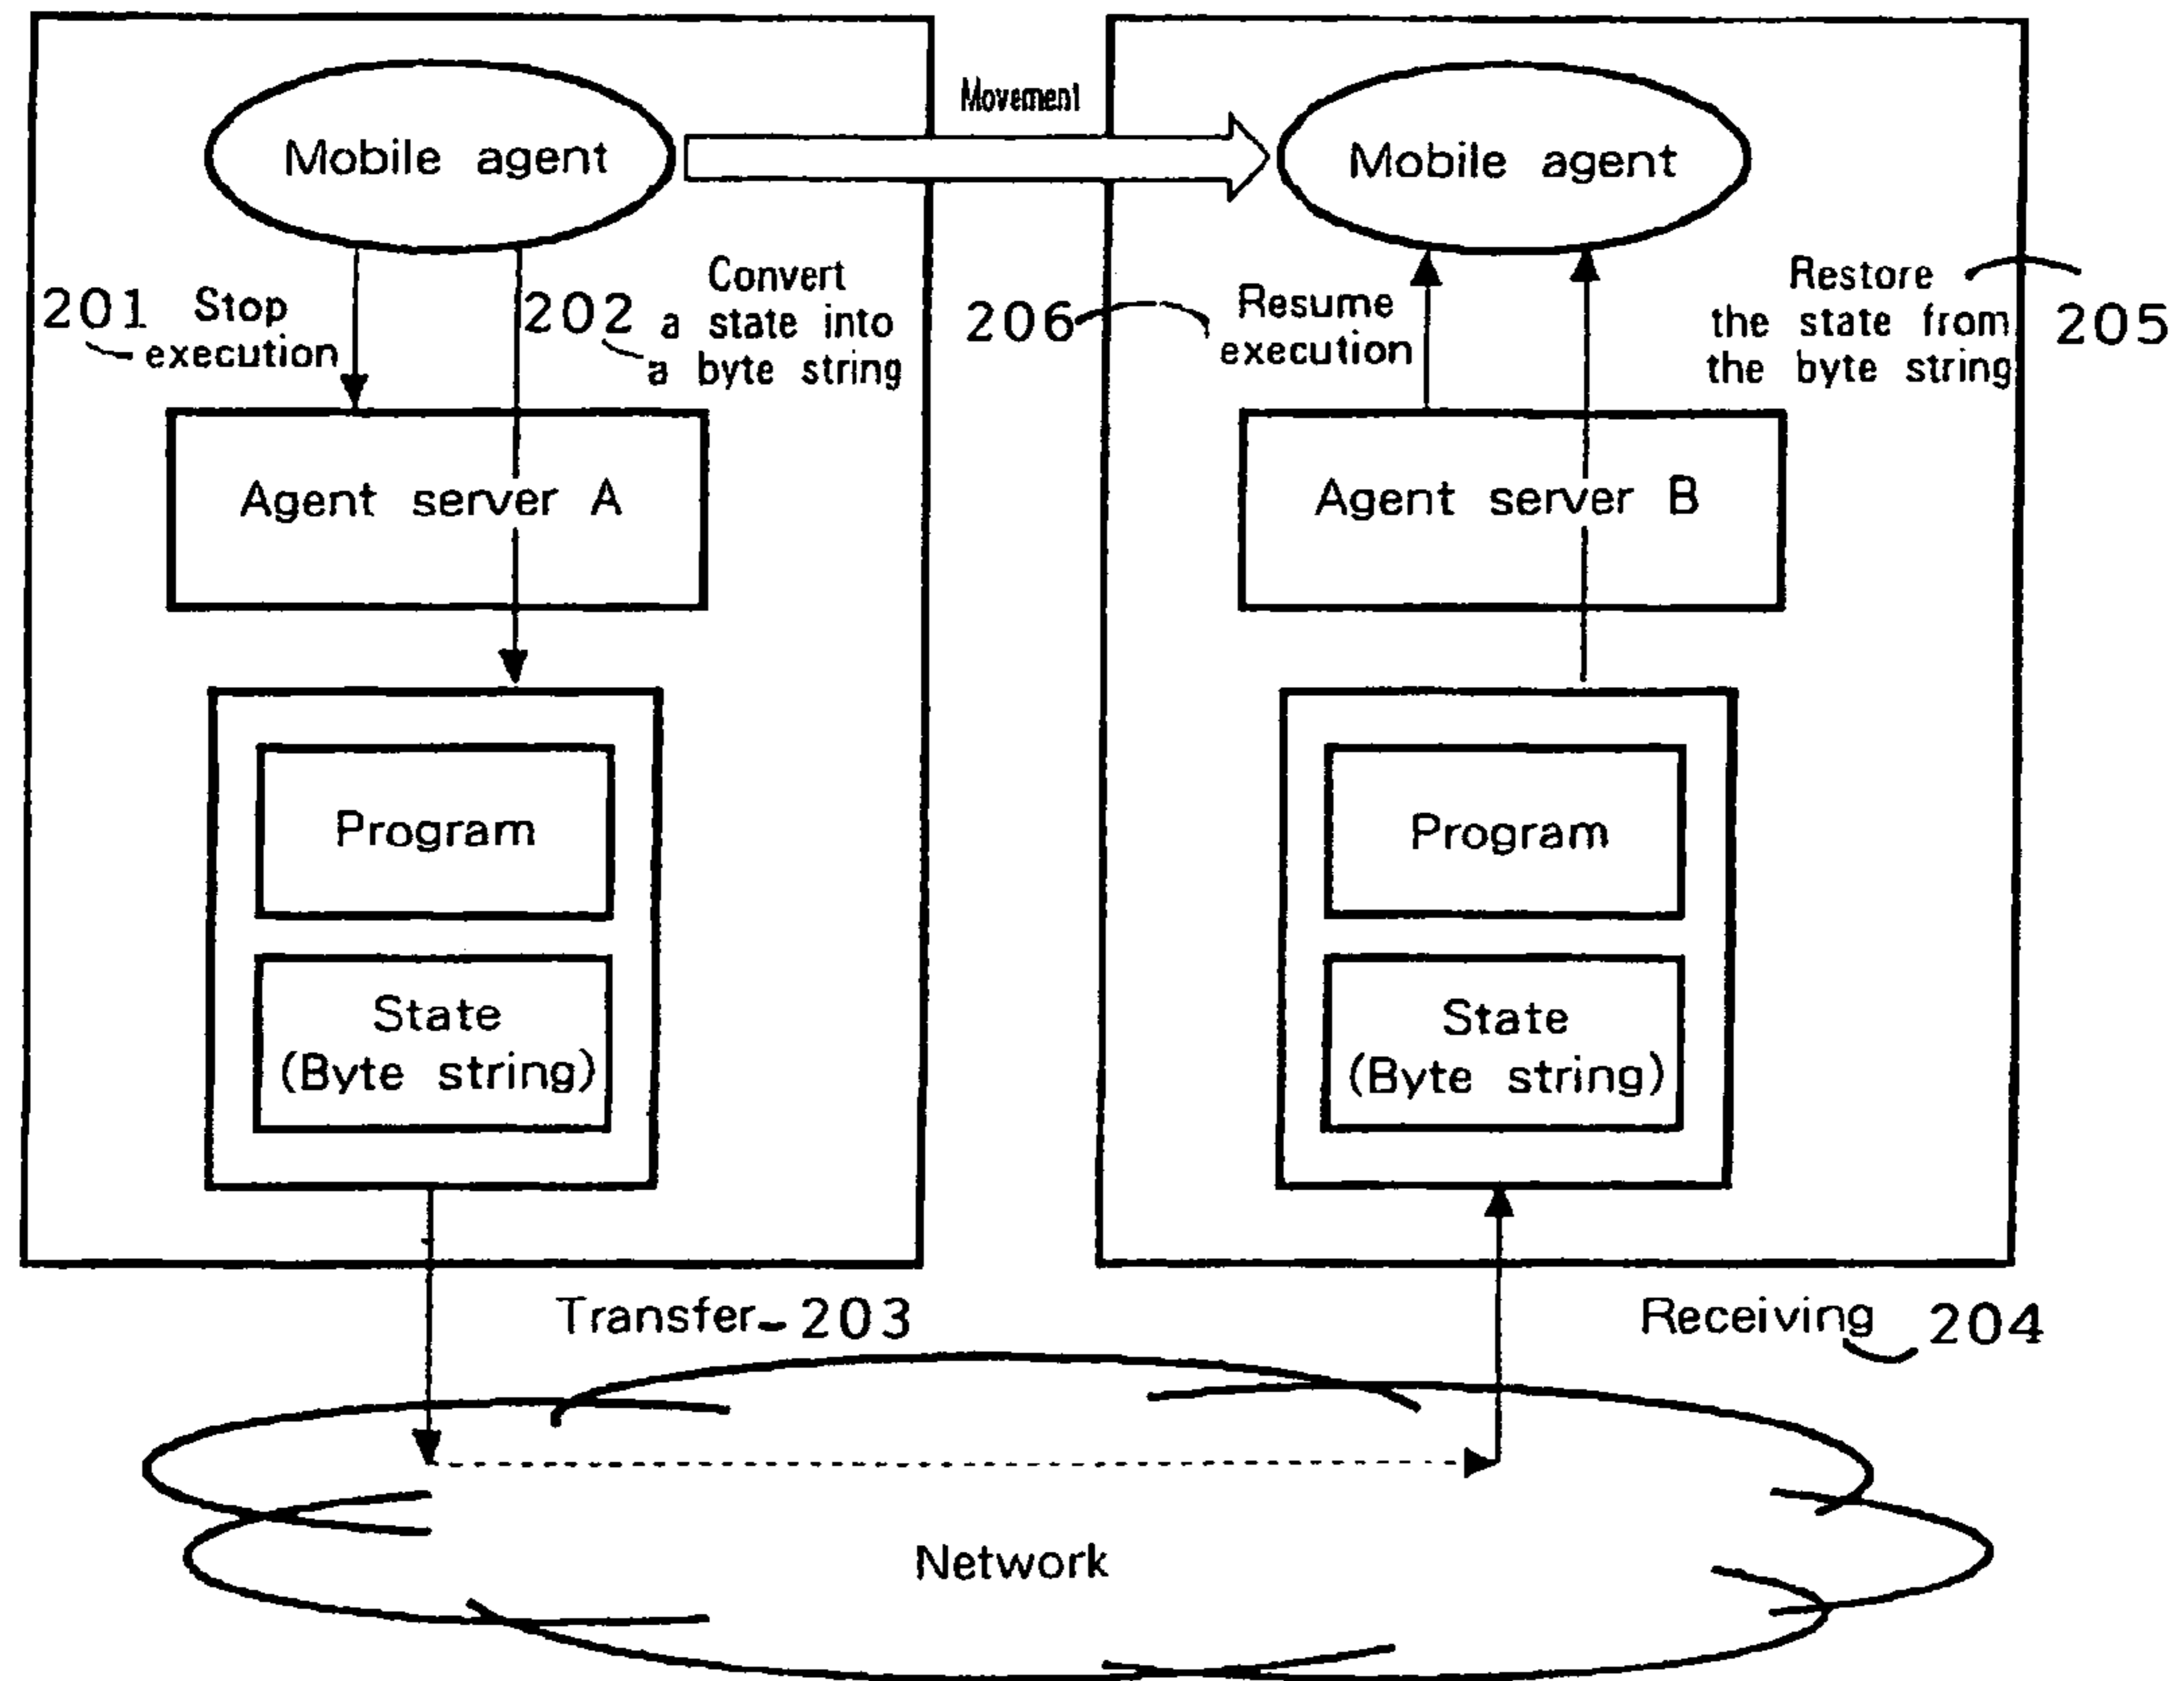 Movement
Mobile agent
Mobile agent
201 Stop
execution
202
Convert
a state into
a byte string
206
Resume
execution
Restore
the state from
the byte string
205
Agent server A
Agent server B
Program
Program
State
(Byte string)
State
(Byte string)
Transfer 203
Receiving 204
Network